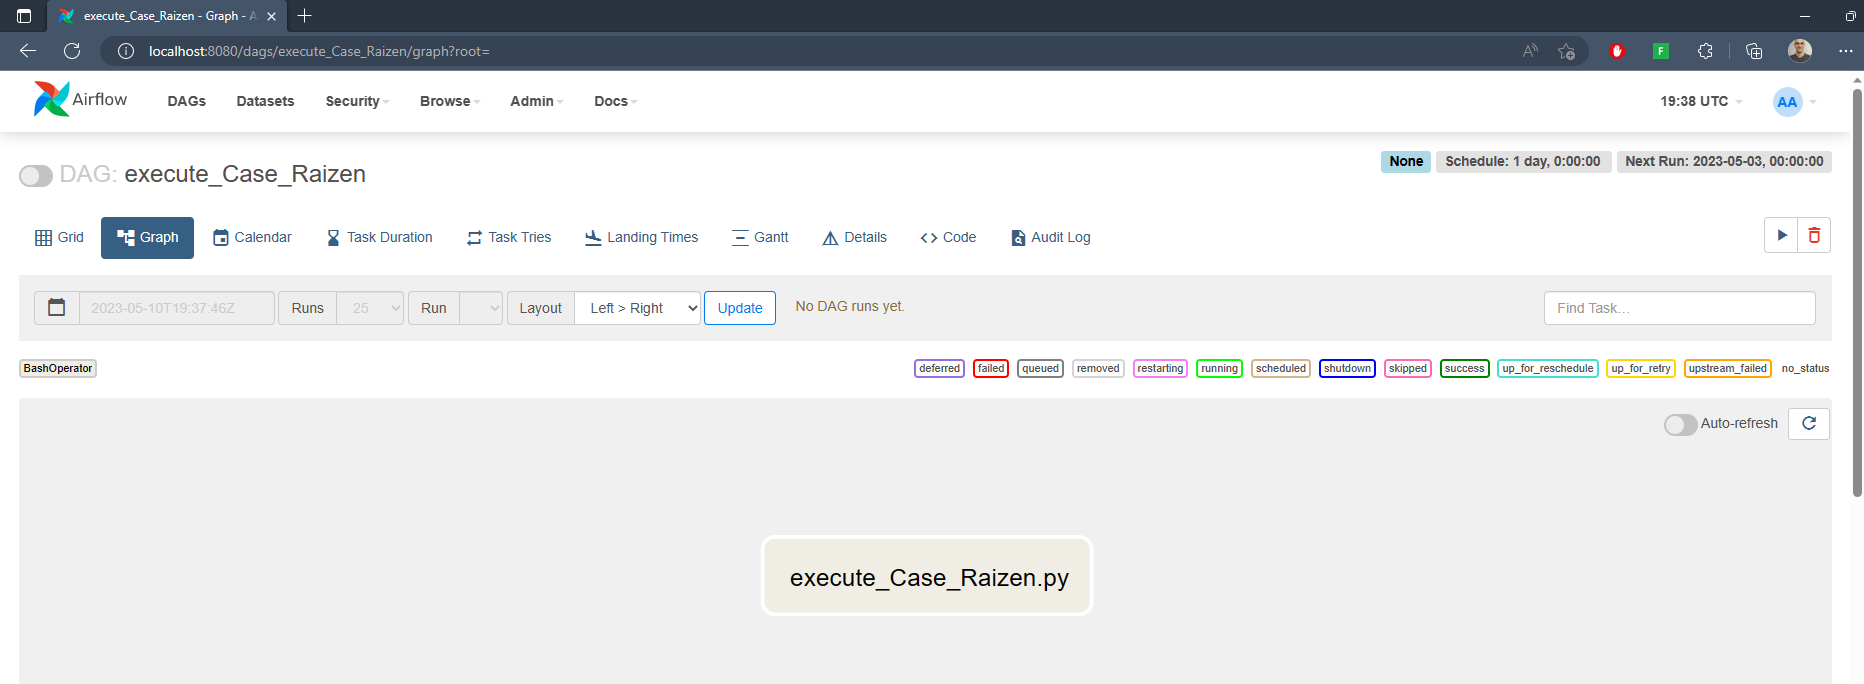 execute_Case_Raizen - Graph - A
localhost:8080/dags/execute_Case_Raizen/graph?root=
F
Airflow DAGs Datasets Security Browse Admin Docs 19:38 UTC AA
DAG: execute_Case_Raizen
None Schedule: 1 day, 0:00:00 Next Run: 2023-05-03, 00:00:00
Grid Graph Calendar Task Duration Task Tries Landing Times Gantt Details Code Audit Log
2023-05-10T19:37:46Z Runs 25 Run Layout Left > Right Update No DAG runs yet. Find Task...
BashOperator deferred failed queued removed restarting running scheduled shutdown skipped success up_for_reschedule up_for_retry upstream_failed no_status
Auto-refresh
execute_Case_Raizen.py